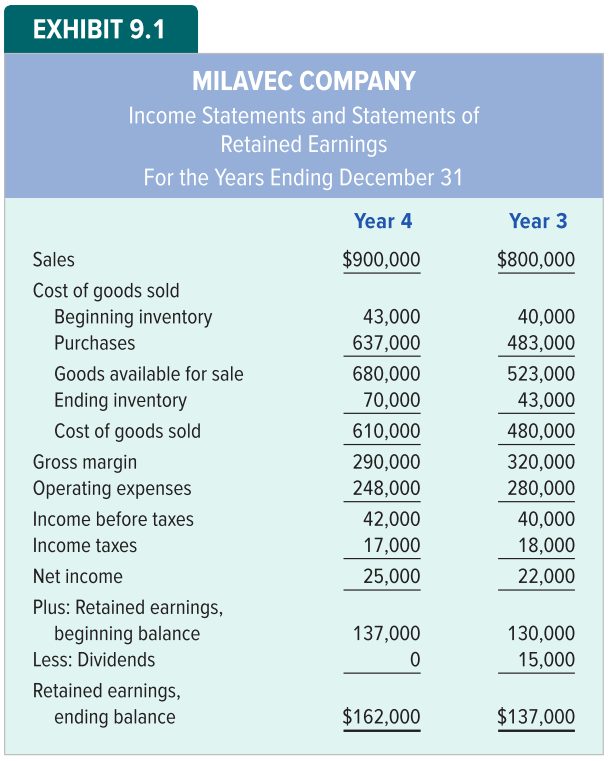 EXHIBIT 9.1
MILAVEC COMPANY
Income Statements and Statements of
Retained Earnings
For the Years Ending December 31
Year 4 Year 3
Sales $900,000 $800,000
Cost of goods sold
Beginning inventory 43,000 40,000
Purchases 637,000 483,000
Goods available for sale 680,000 523,000
Ending inventory 70,000 43,000
Cost of goods sold 610,000 480,000
Gross margin 290,000 320,000
Operating expenses 248,000 280,000
Income before taxes 42,000 40,000
Income taxes 17,000 18,000
Net income 25,000 22,000
Plus: Retained earnings,
beginning balance 137,000 130,000
Less: Dividends 0 15,000
Retained earnings,
ending balance $162,000 $137,000